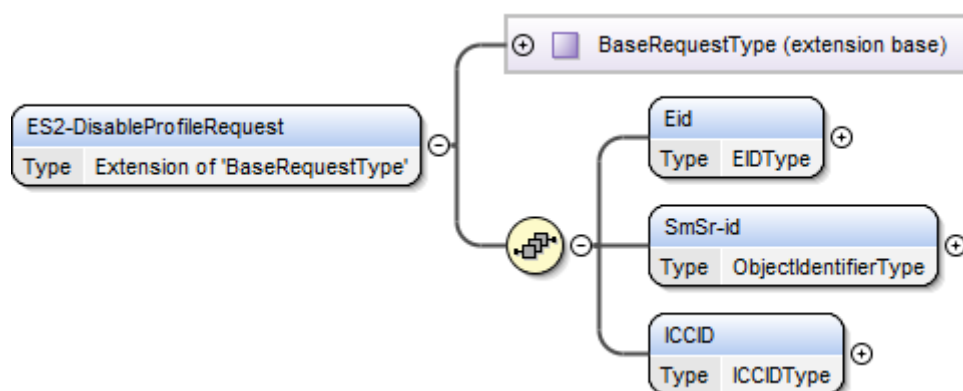 BaseRequestType (extension base)
ES2-DisableProfileRequest
Type Extension of 'BaseRequestType'
Eid
Type EIDType
SmSr-id
Type ObjectIdentifierType
ICCID
Type ICCIDType